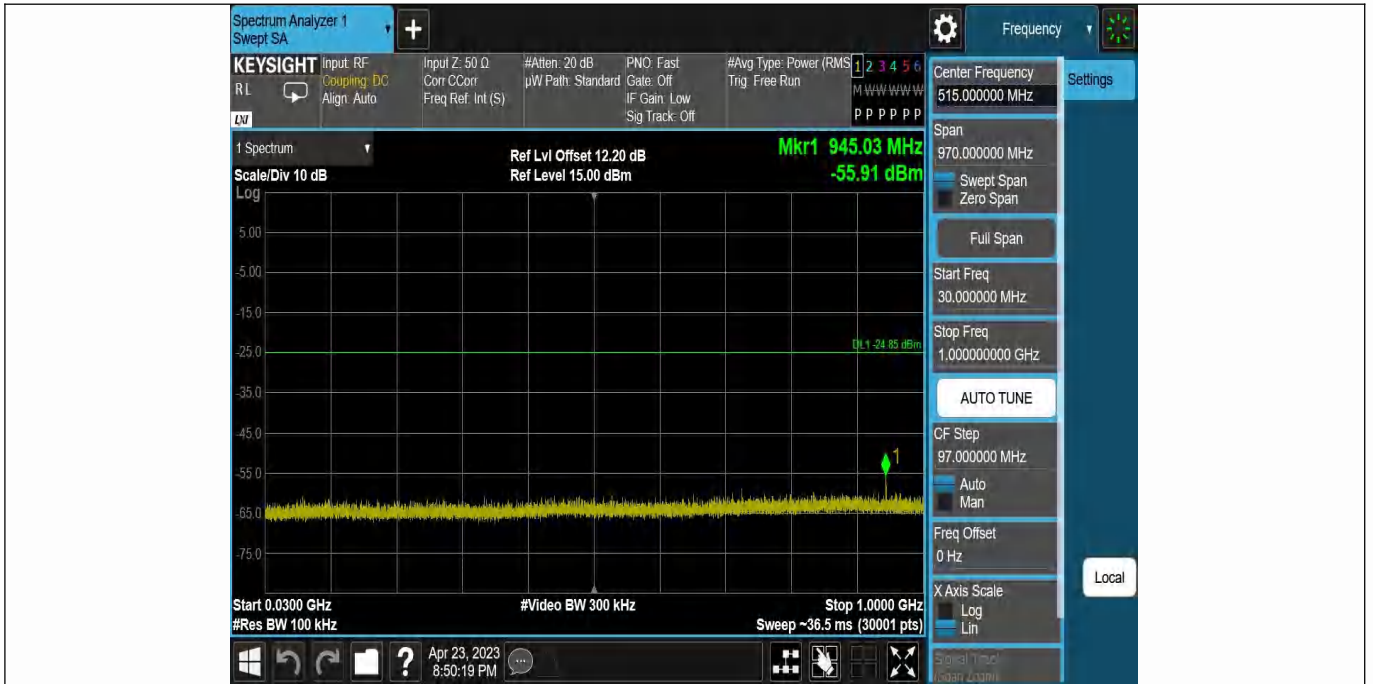 Spectrum Analyzer 1
Swept SA
+
Frequency
KEYSIGHT
RL
LXI
Input: RF
Coupling: DC
Align: Auto
Input Z: 50 Ω
Corr CCorr
Freq Ref: Int (S)
#Atten: 20 dB
µW Path: Standard
PNO: Fast
Gate: Off
IF Gain: Low
Sig Track: Off
#Avg Type: Power (RMS
Trig: Free Run
1 2 3 4 5 6
M W W W W W
P P P P P P
Center Frequency
515.000000 MHz
Settings
1 Spectrum
Scale/Div 10 dB
Ref Lvl Offset 12.20 dB
Ref Level 15.00 dBm
Mkr1 945.03 MHz
-55.91 dBm
Log
5.00
-5.00
-15.0
-25.0
-35.0
-45.0
-55.0
-65.0
-75.0
DL1 -24.85 dBm
1
Span
970.000000 MHz
Swept Span
Zero Span
Full Span
Start Freq
30.000000 MHz
Stop Freq
1.000000000 GHz
AUTO TUNE
CF Step
97.000000 MHz
Auto
Man
Freq Offset
0 Hz
X Axis Scale
Log
Lin
Signal Track
(Span Zoom)
Local
Start 0.0300 GHz
#Res BW 100 kHz
#Video BW 300 kHz
Stop 1.0000 GHz
Sweep ~36.5 ms (30001 pts)
?
Apr 23, 2023
8:50:19 PM